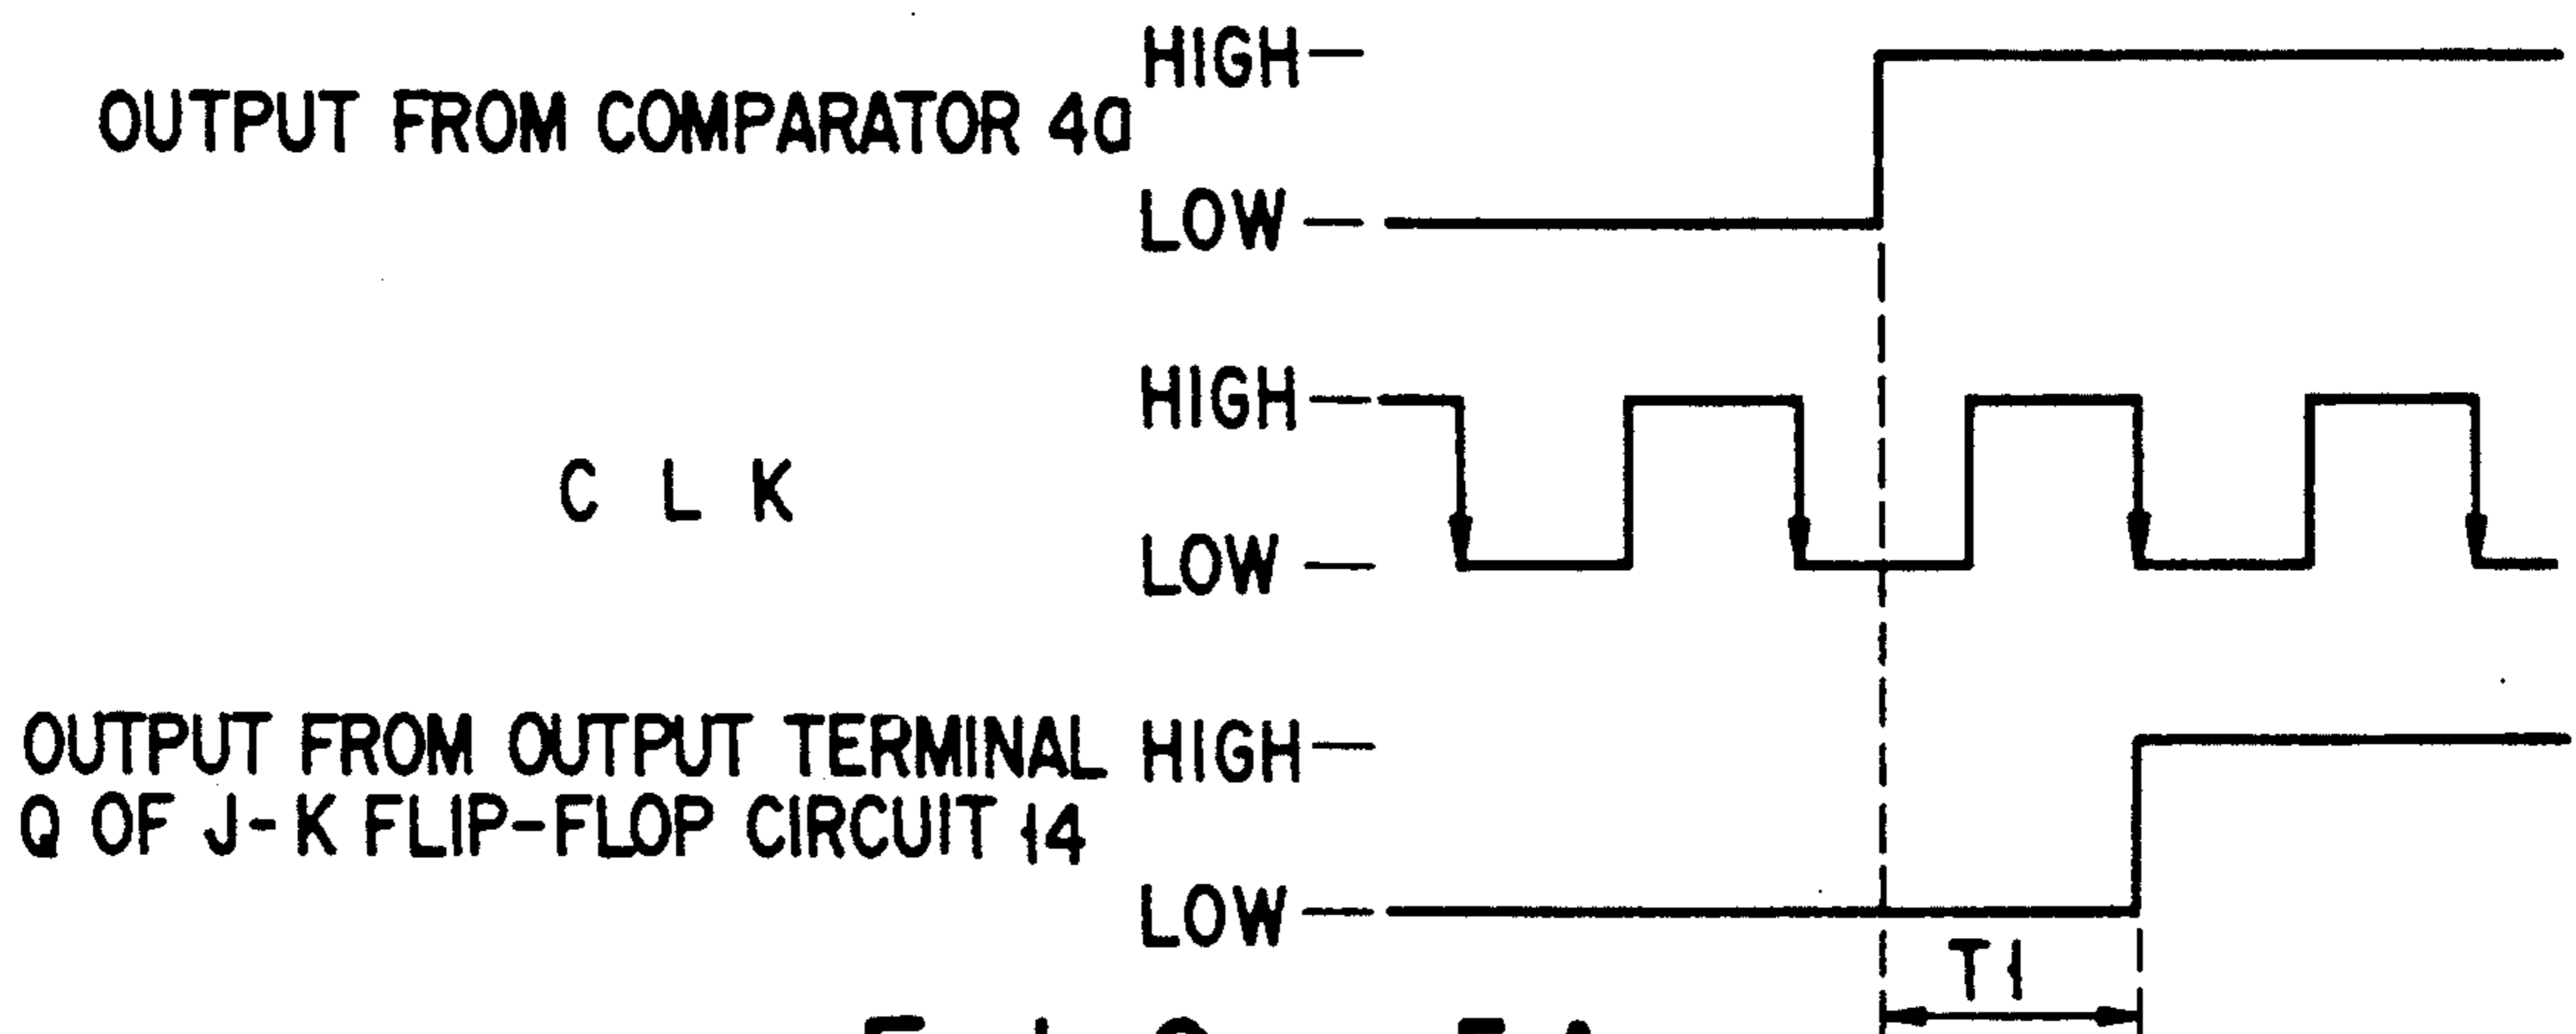 HIGH
OUTPUT FROM COMPARATOR 4a
LOW
HIGH
C L K
LOW
OUTPUT FROM OUTPUT TERMINAL HIGH
Q OF J-K FLIP-FLOP CIRCUIT 14
LOW
T1